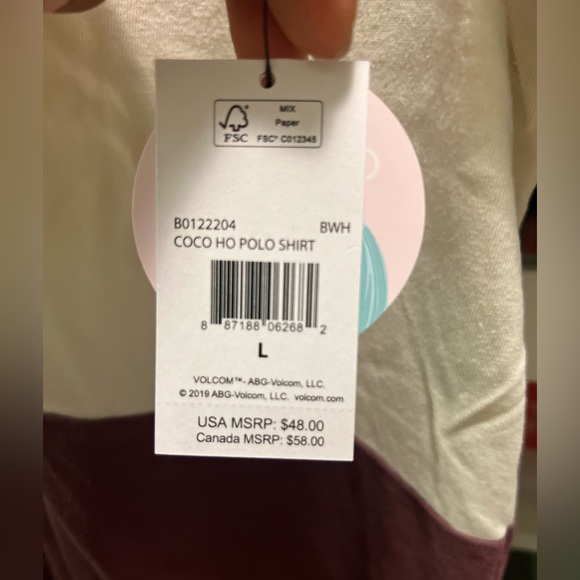 MIX
Paper
FSC FSC® C012345
B0122204 BWH
COCO HO POLO SHIRT
8 87188 06268 2
L
VOLCOM™- ABG-Volcom, LLC.
© 2019 ABG-Volcom, LLC. volcom.com
USA MSRP: $48.00
Canada MSRP: $58.00